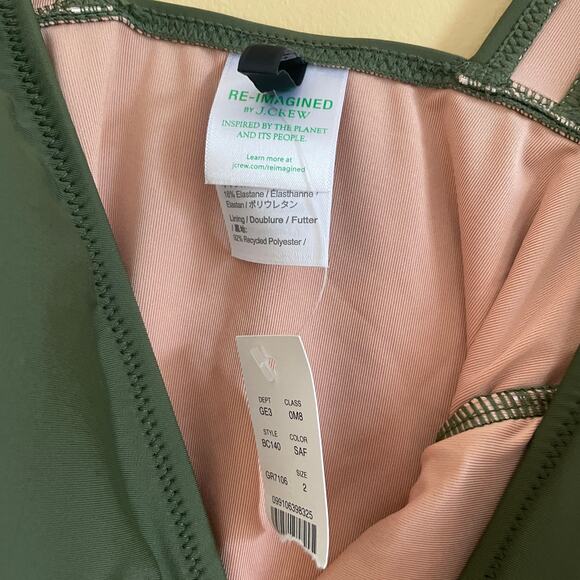 RE-IMAGINED
BY J.CREW
INSPIRED BY THE PLANET
AND ITS PEOPLE.
Learn more at
jcrew.com/reimagined
16% Elastane / Elasthanne /
Elastan / ポリウレタン
Lining / Doublure / Futter
/ 裏地:
92% Recycled Polyester /
DEPT CLASS
GE3 0M8
STYLE COLOR
BC140 SAF
SIZE
GR7106 2
099106398325